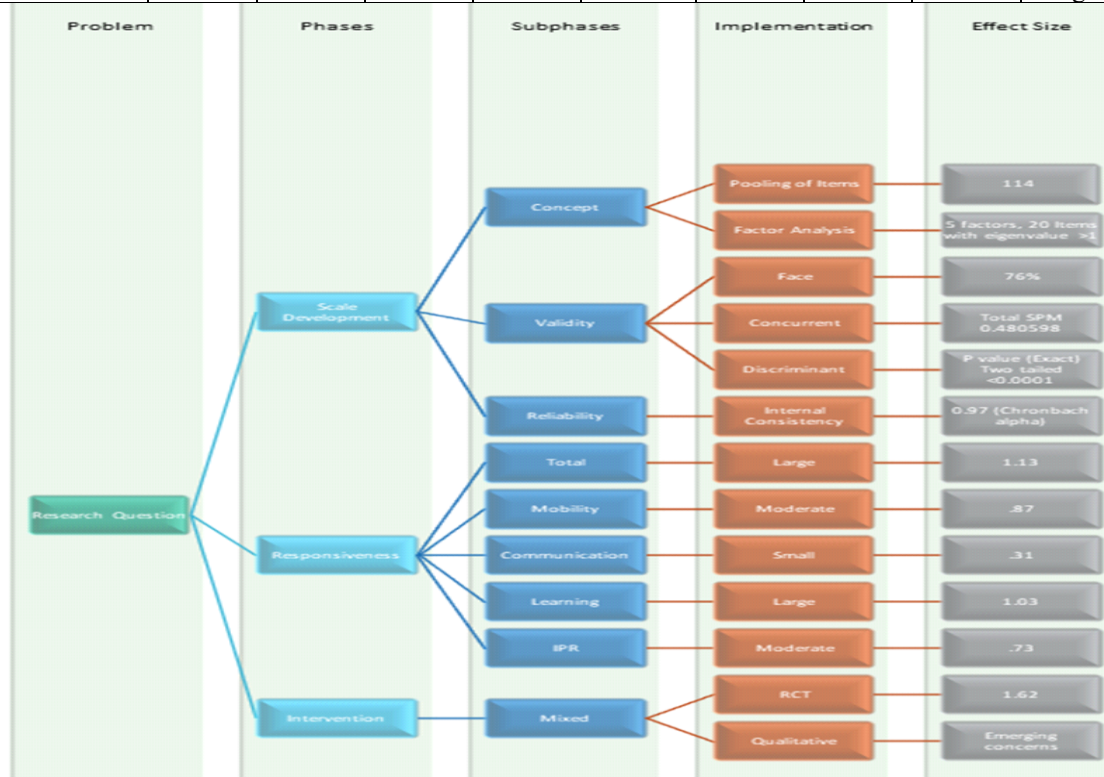 Problem
Phases
Subphases
Implementation
Effect Size
Research Question
Scale
Development
Responsiveness
Intervention
Concept
Validity
Reliability
Total
Mobility
Communication
Learning
IPR
Mixed
Pooling of Items
Factor Analysis
Face
Concurrent
Discriminant
Internal
Consistency
Large
Moderate
Small
Large
Moderate
RCT
Qualitative
114
5 factors, 20 Items
with eigenvalue >1
76%
Total SPM
0.480598
P value (Exact)
Two tailed
<0.0001
0.97 (Chronbach
alpha)
1.13
.87
.31
1.03
.73
1.62
Emerging
concerns